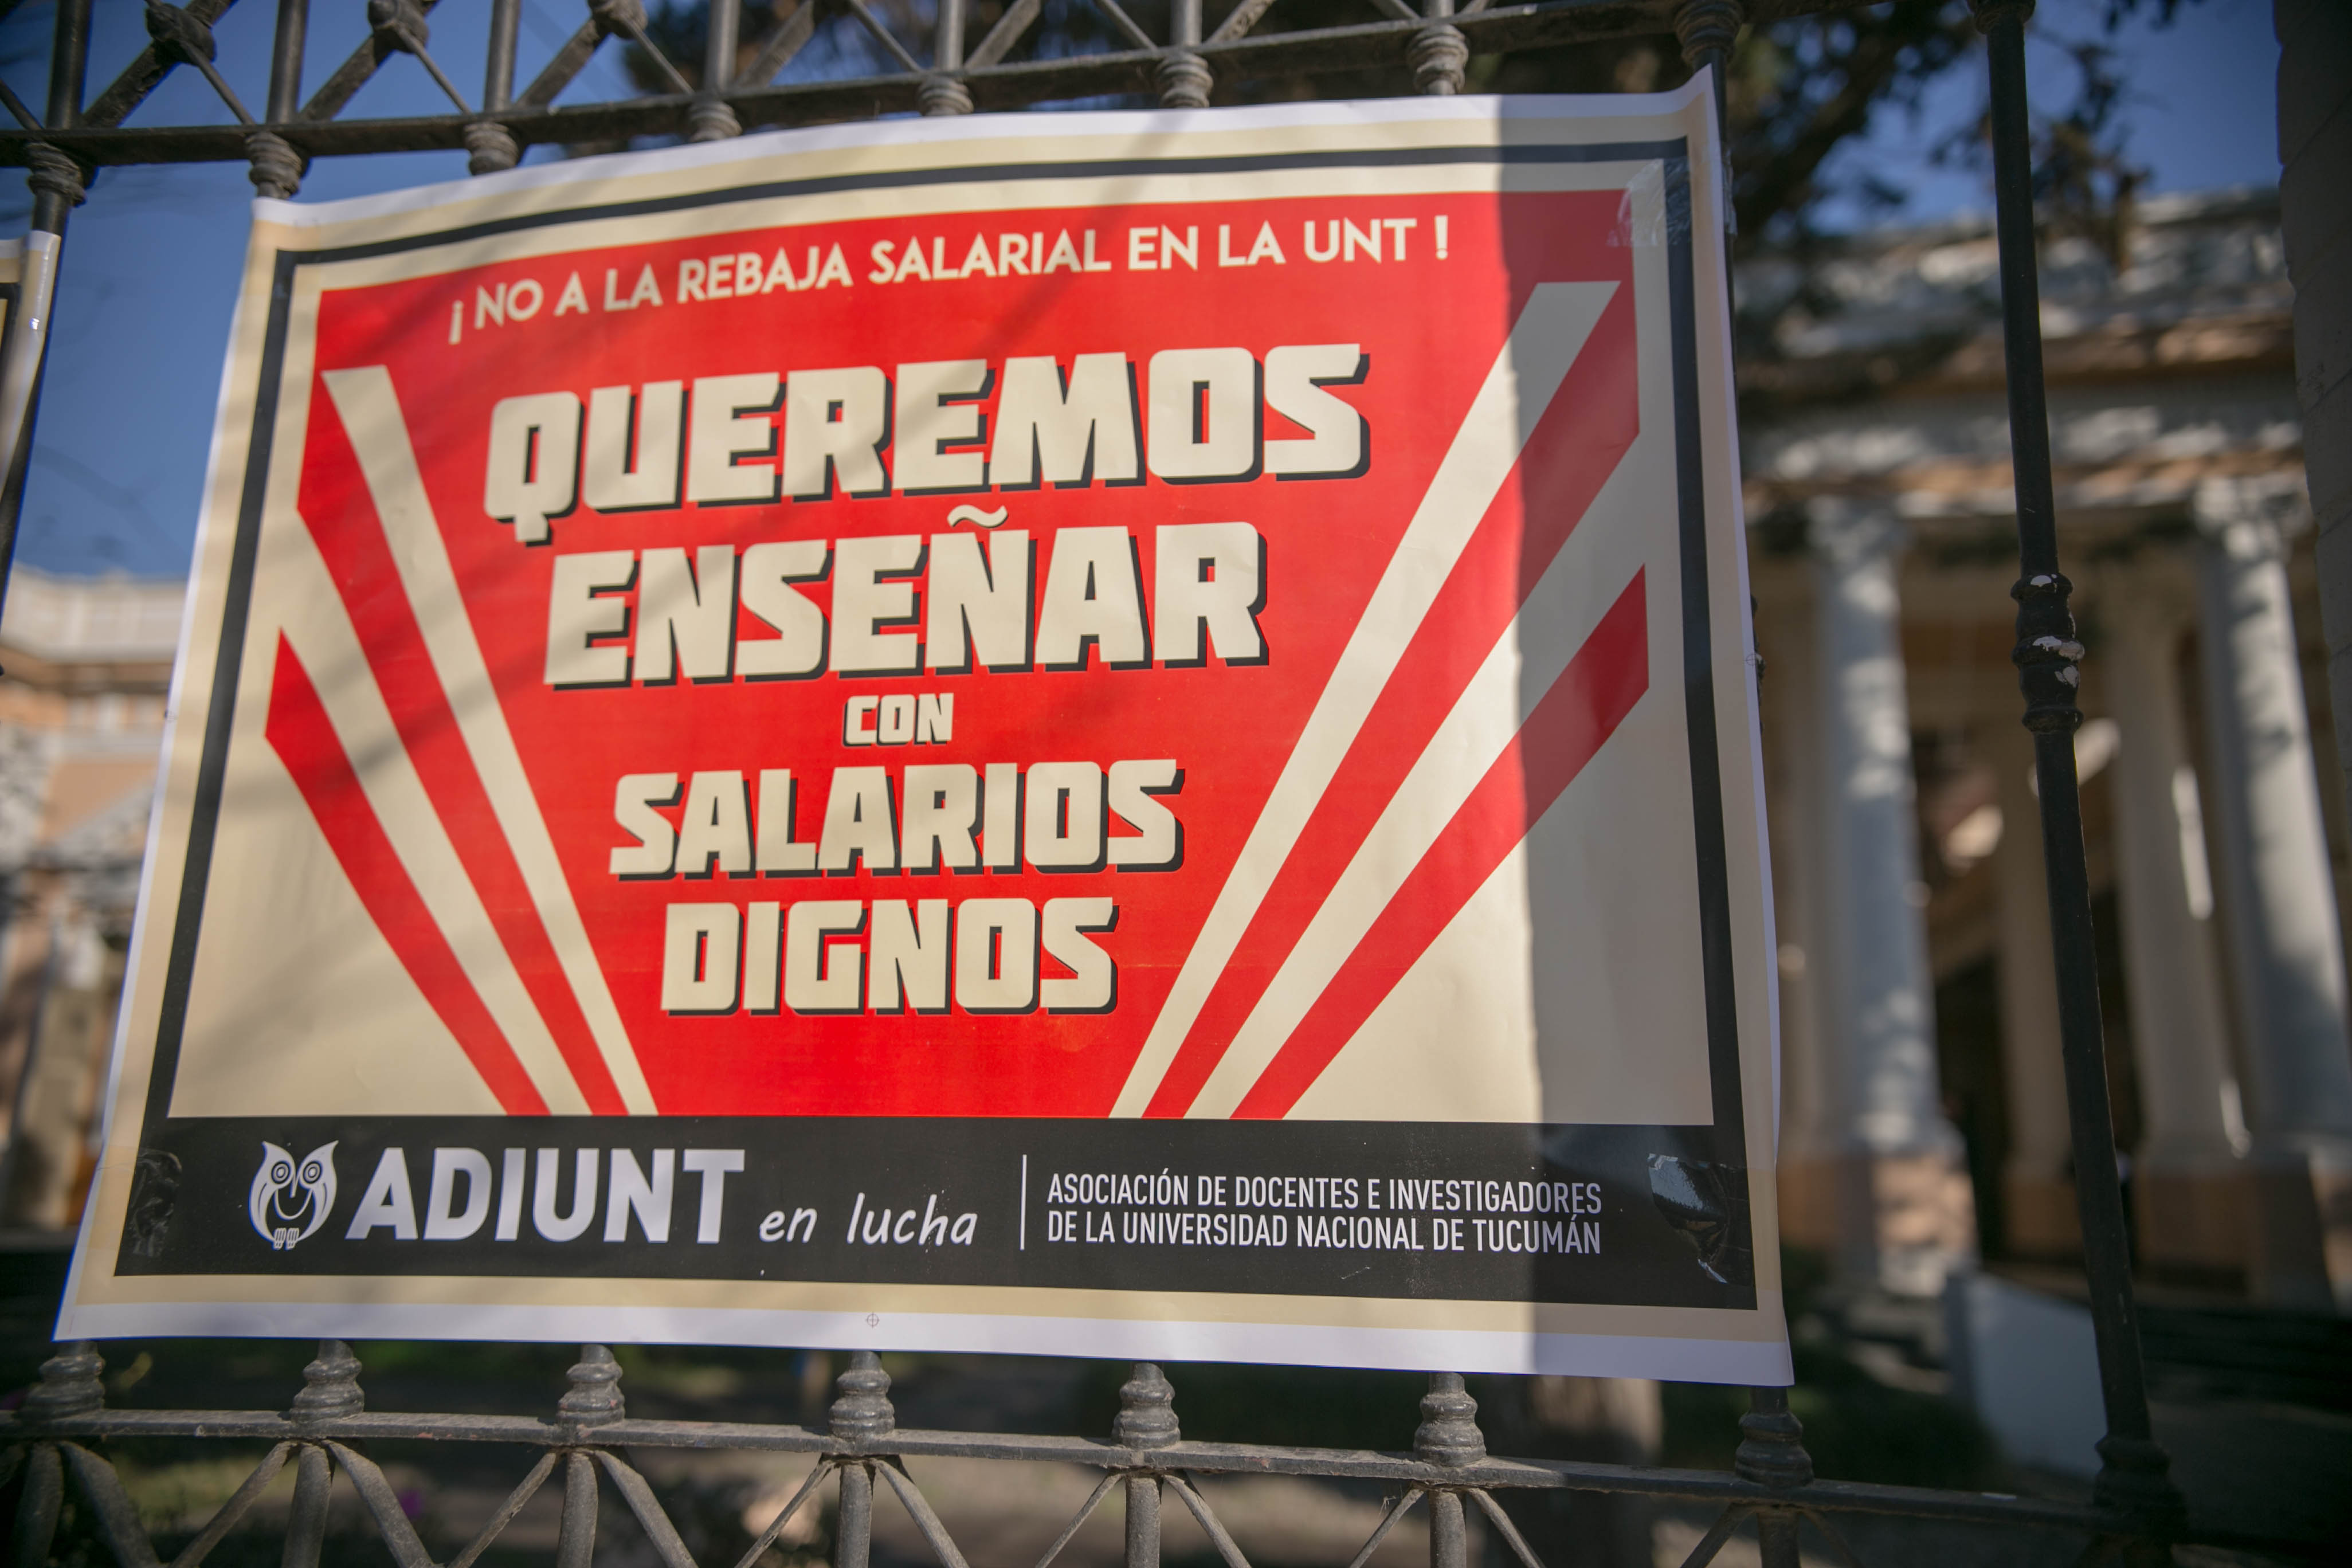 ¡ NO A LA REBAJA SALARIAL EN LA UNT !
QUEREMOS
ENSEÑAR
CON
SALARIOS
DIGNOS
ADIUNT en lucha
ASOCIACIÓN DE DOCENTES E INVESTIGADORES
DE LA UNIVERSIDAD NACIONAL DE TUCUMÁN